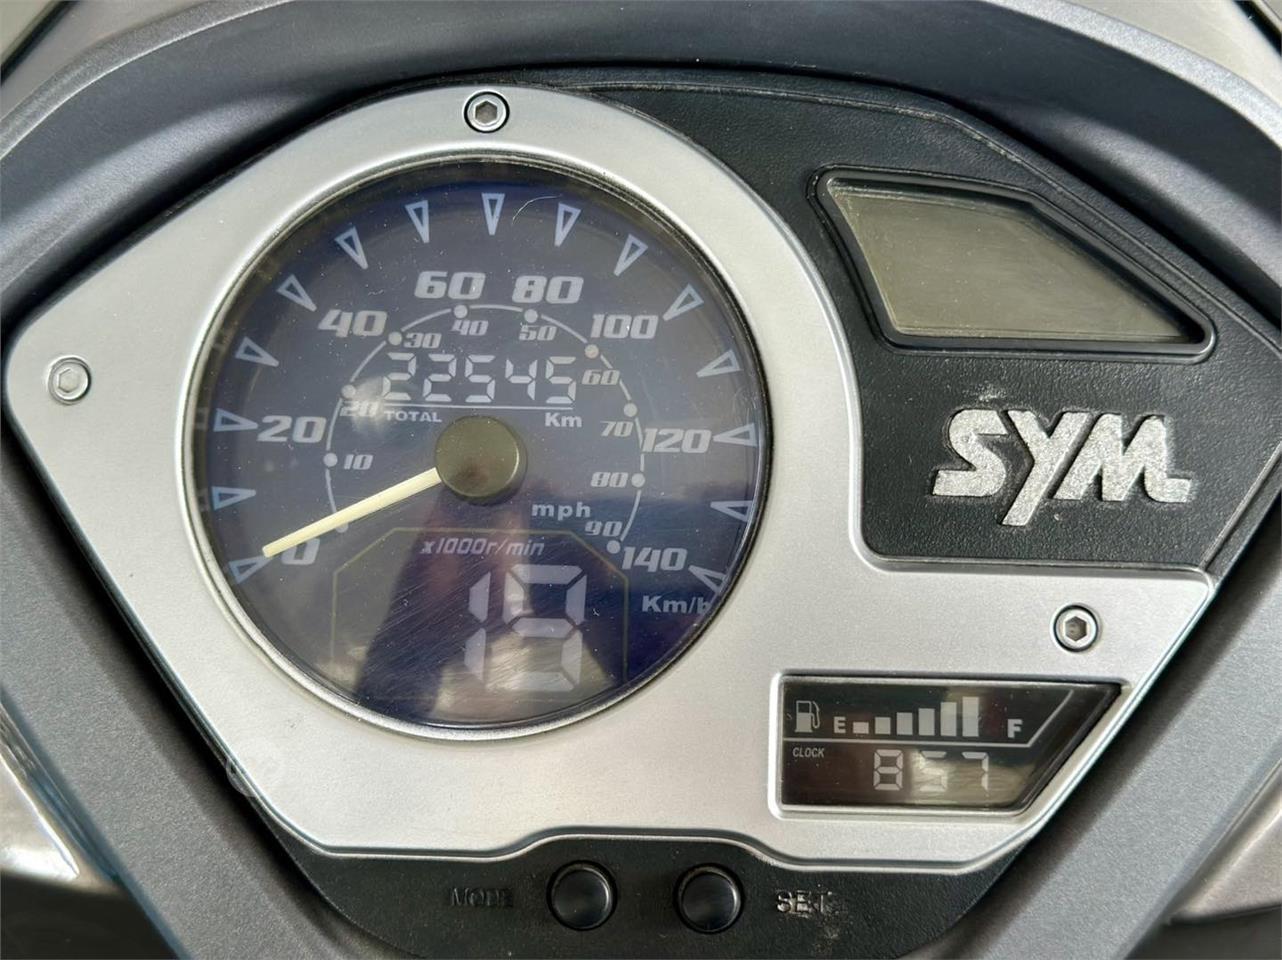 60 80
40 100
30 40 50 60
22545
TOTAL Km
20 20 70 120
10 80
mph 90
0 140
x1000r/min
Km/h
19
SYM
E F
CLOCK 857
MODE SET